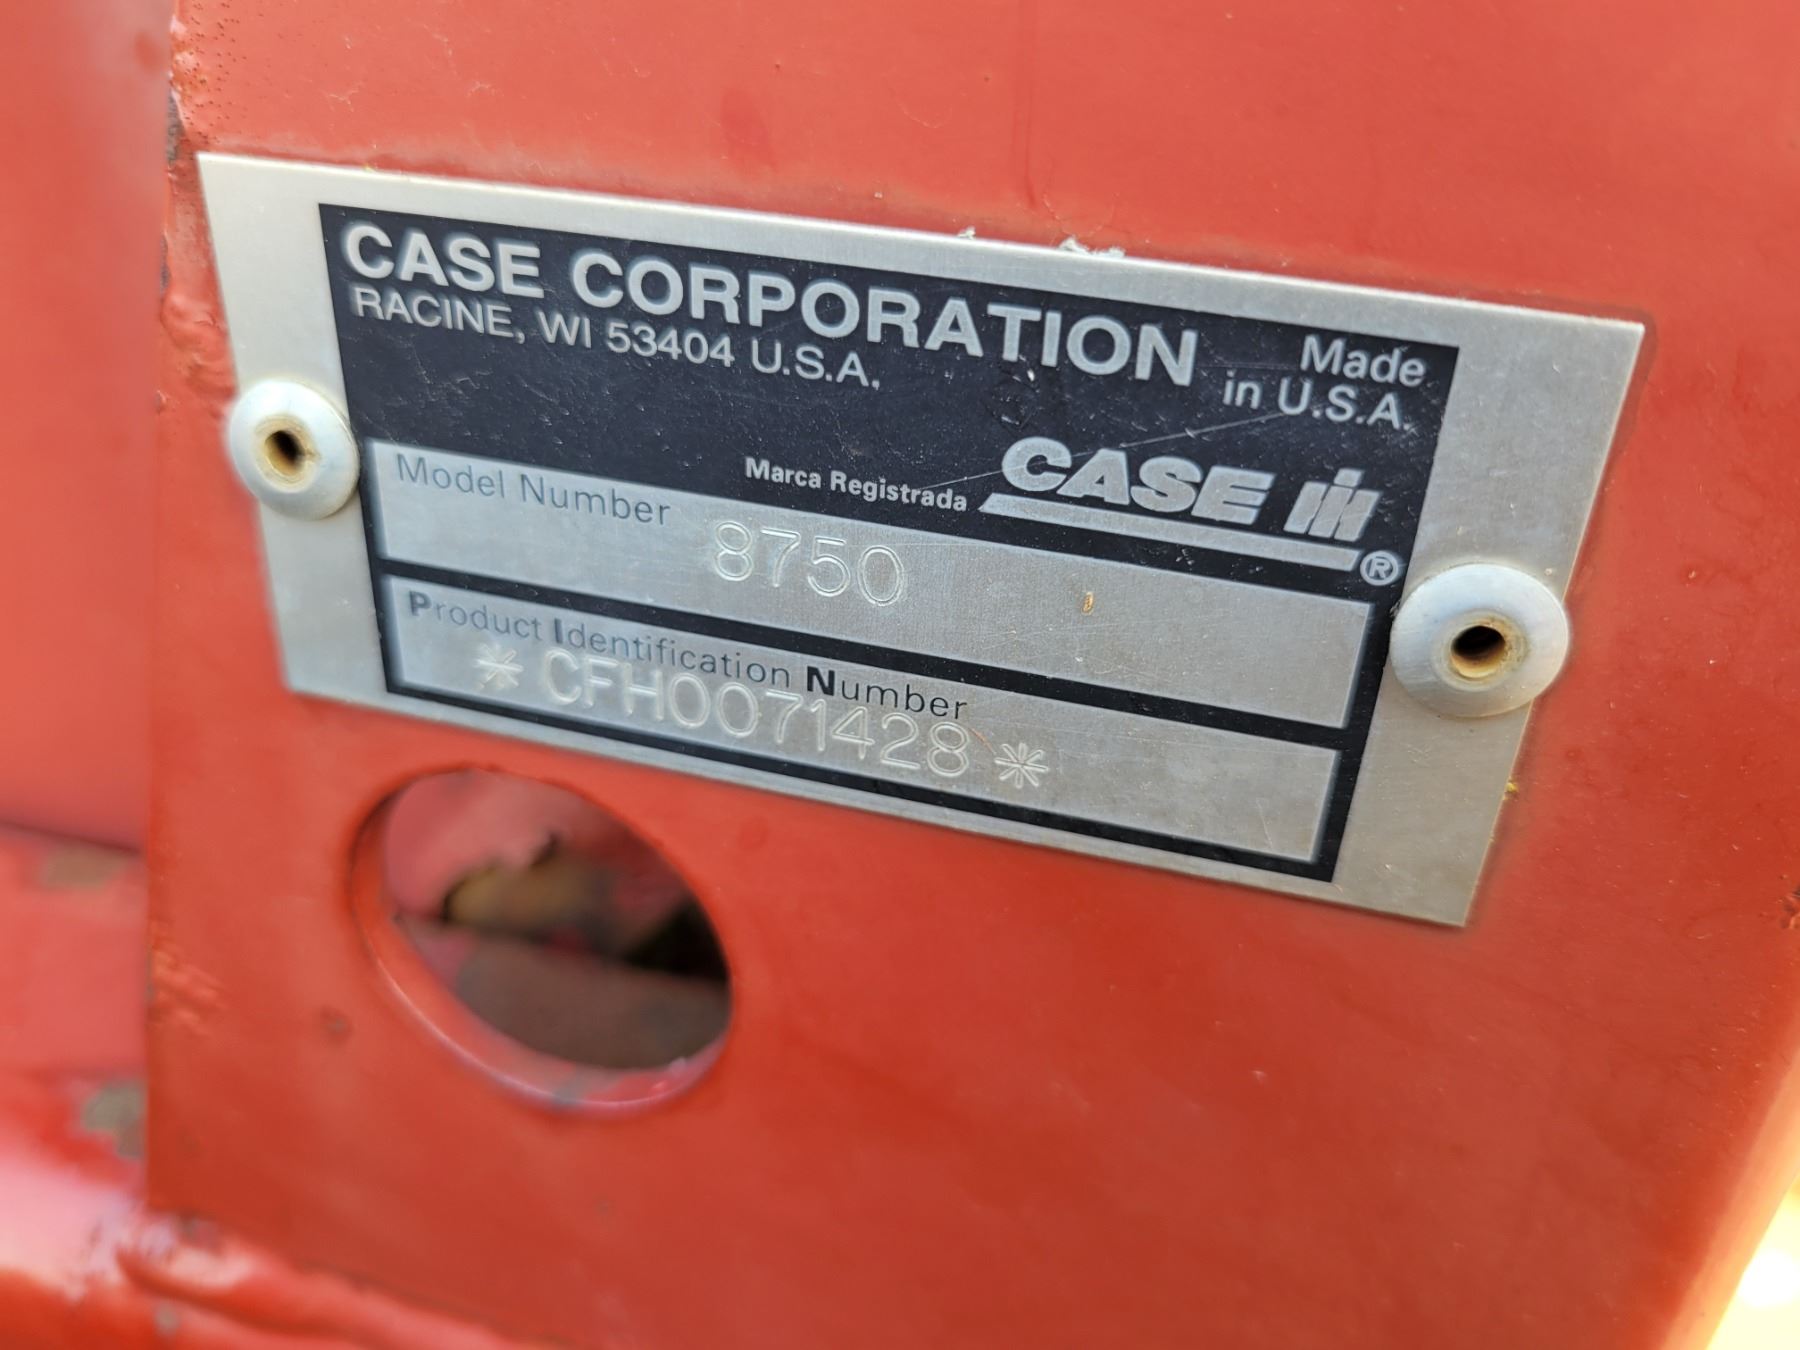 CASE CORPORATION
RACINE, WI 53404 U.S.A.
Made
in U.S.A.
Marca Registrada CASE IH ®
Model Number 8750
Product Identification Number
* CFH0071428 *